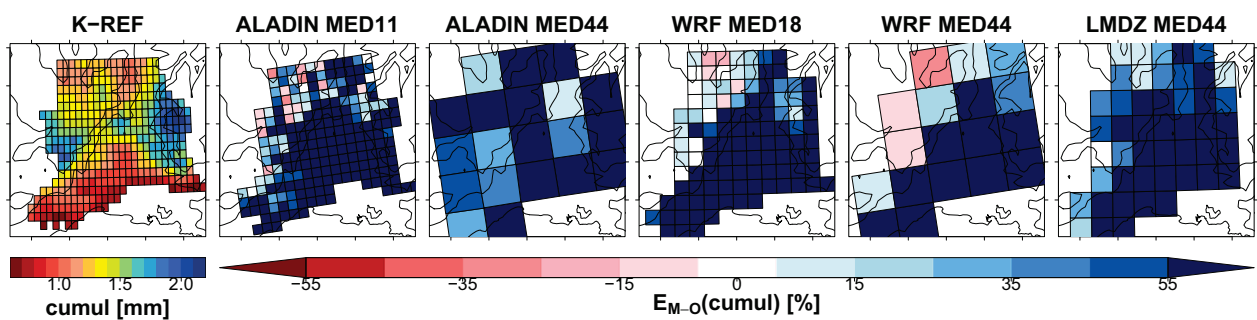 K−REF ALADIN MED11 ALADIN MED44 WRF MED18 WRF MED44 LMDZ MED44
1.0 1.5 2.0 −55 −35 −15 0 15 35 55
cumul [mm] E_M−O(cumul) [%]